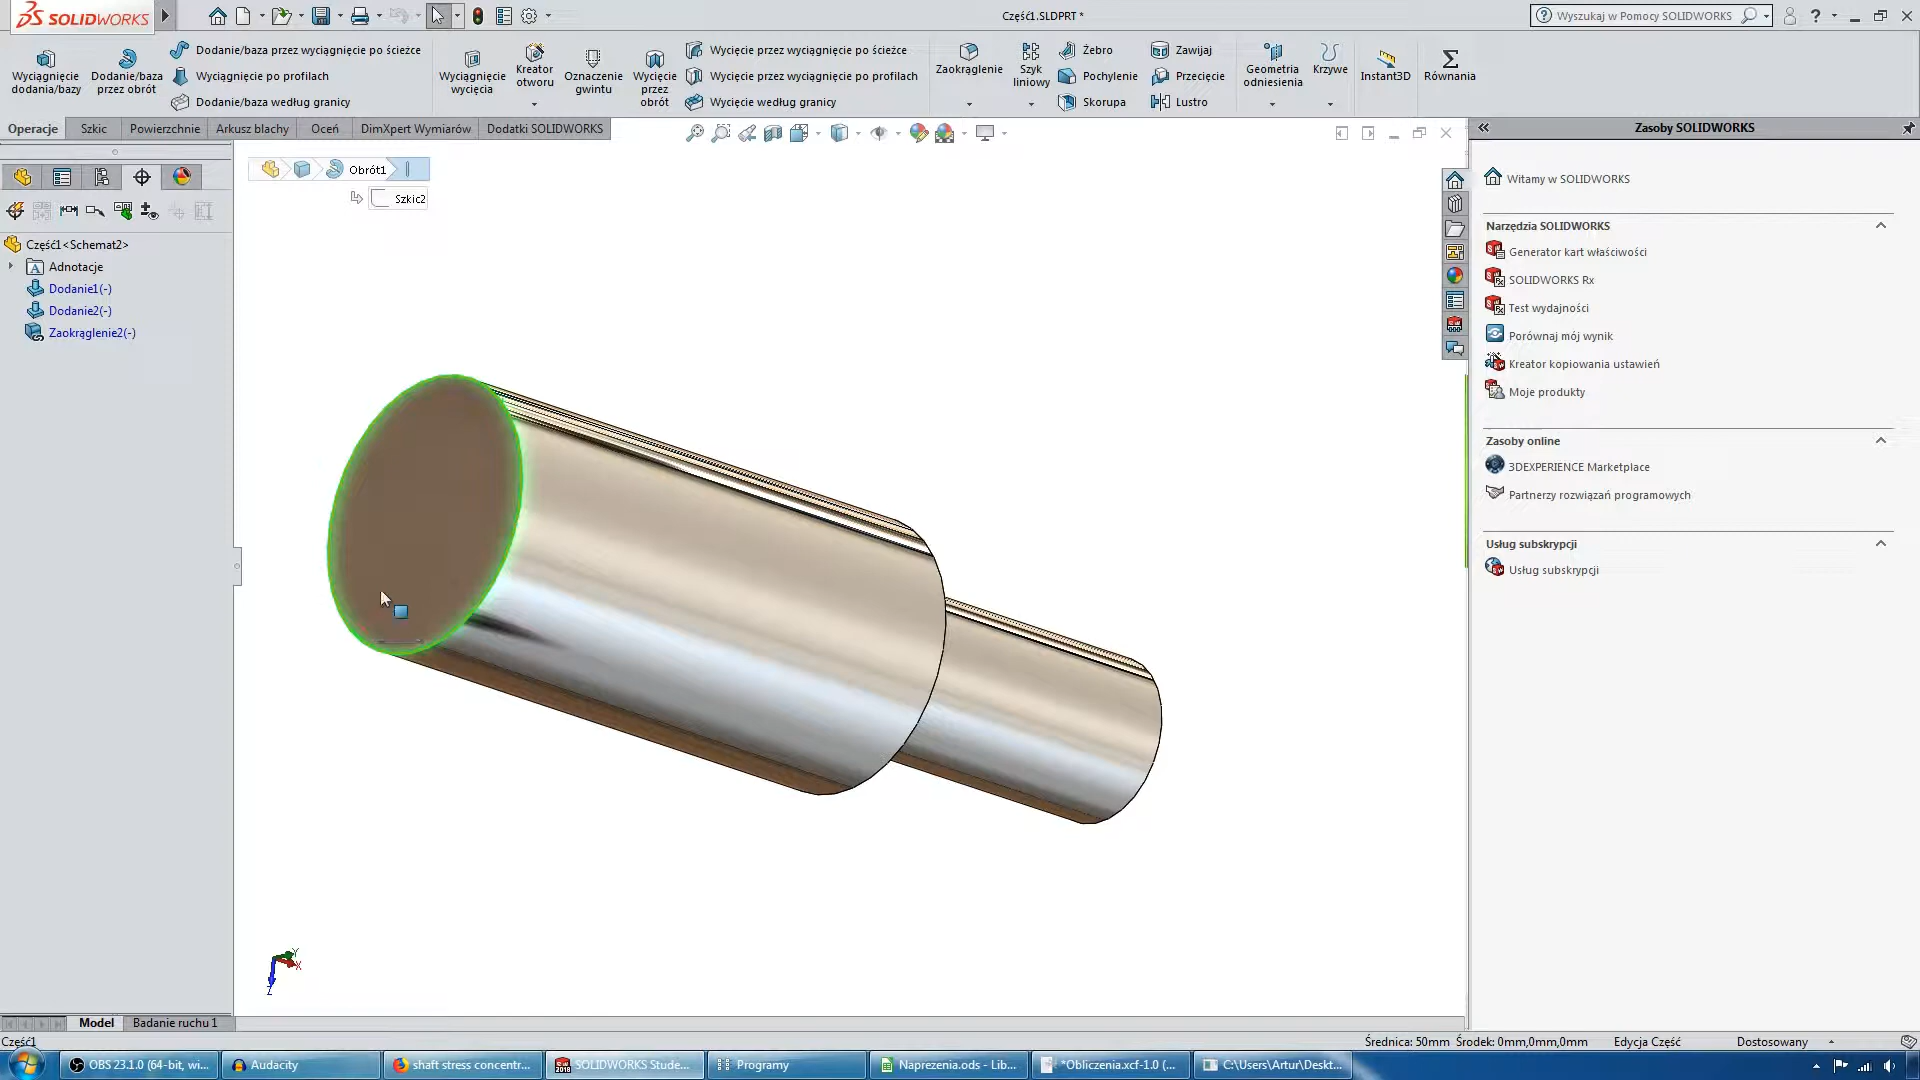 SOLIDWORKS
Część1.SLDPRT *
Wyszukaj w Pomocy SOLIDWORKS
Wyciągnięcie dodania/bazy
Dodanie/baza przez obrót
Dodanie/baza przez wyciągnięcie po ścieżce
Wyciągnięcie po profilach
Dodanie/baza według granicy
Wyciągnięcie wycięcia
Kreator otworu
Oznaczenie gwintu
Wycięcie przez obrót
Wycięcie przez wyciągnięcie po ścieżce
Wycięcie przez wyciągnięcie po profilach
Wycięcie według granicy
Zaokrąglenie
Szyk liniowy
Żebro
Pochylenie
Skorupa
Zawijaj
Przecięcie
Lustro
Geometria odniesienia
Krzywe
Instant3D
Równania
Operacje
Szkic
Powierzchnie
Arkusz blachy
Oceń
DimXpert Wymiarów
Dodatki SOLIDWORKS
Obrót1
Szkic2
Część1<Schemat2>
Adnotacje
Dodanie1(-)
Dodanie2(-)
Zaokrąglenie2(-)
Zasoby SOLIDWORKS
Witamy w SOLIDWORKS
Narzędzia SOLIDWORKS
Generator kart właściwości
SOLIDWORKS Rx
Test wydajności
Porównaj mój wynik
Kreator kopiowania ustawień
Moje produkty
Zasoby online
3DEXPERIENCE Marketplace
Partnerzy rozwiązań programowych
Usług subskrypcji
Usług subskrypcji
Y
X
Z
Model
Badanie ruchu 1
Część1
Średnica: 50mm Środek: 0mm,0mm,0mm
Edycja Część
Dostosowany
OBS 23.1.0 (64-bit, wi...
Audacity
shaft stress concentr...
SOLIDWORKS Stude...
Programy
Naprezenia.ods - Lib...
*Obliczenia.xcf-1.0 (...
C:\Users\Artur\Deskt...